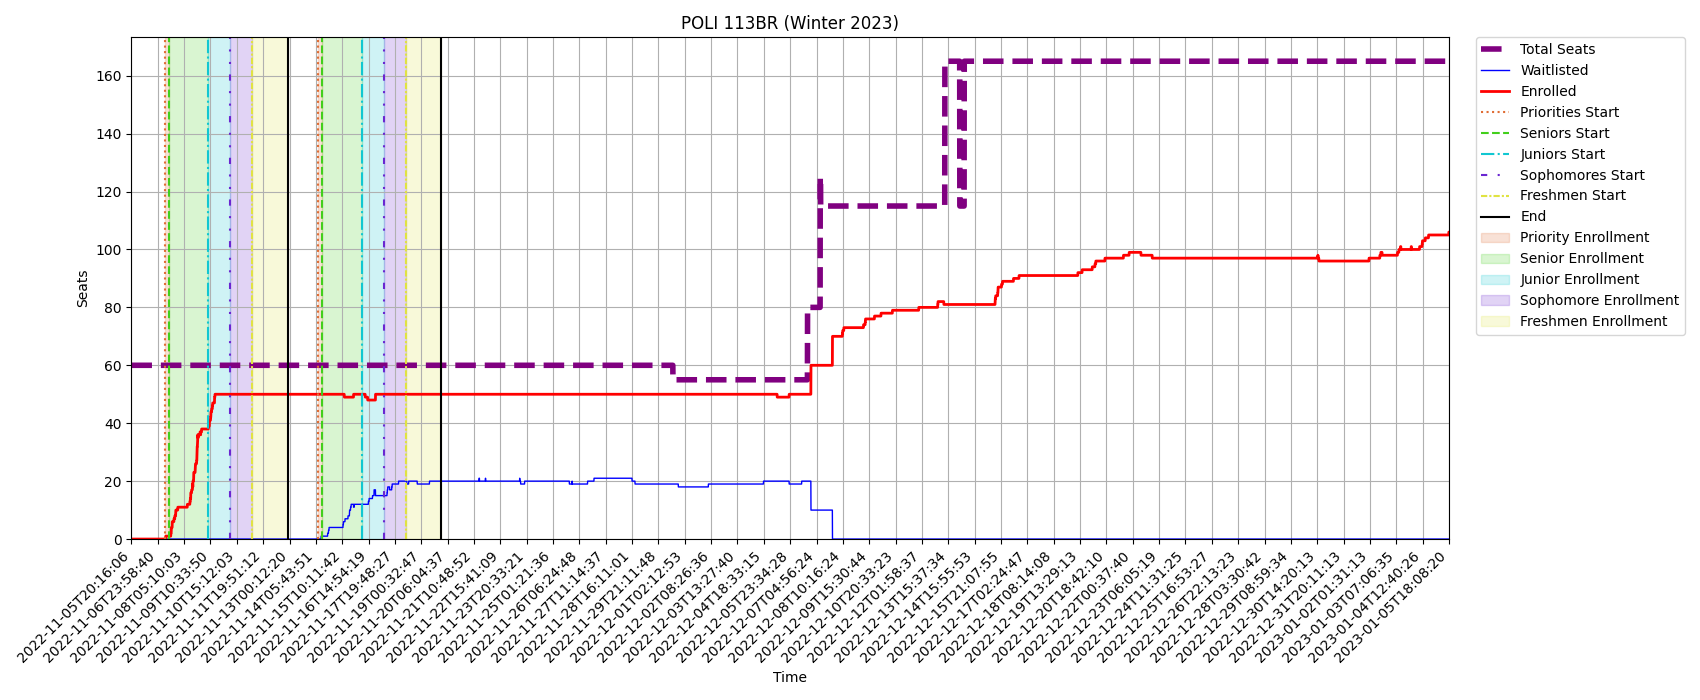 POLI 113BR (Winter 2023)
Seats
160
140
120
100
80
60
40
20
0
2022-11-05T20:16:06
2022-11-06T23:58:40
2022-11-08T05:10:03
2022-11-09T10:33:50
2022-11-10T15:12:03
2022-11-11T19:51:12
2022-11-13T00:12:20
2022-11-14T05:43:51
2022-11-15T10:11:42
2022-11-16T14:54:19
2022-11-17T19:48:27
2022-11-19T00:32:47
2022-11-20T06:04:37
2022-11-21T10:48:52
2022-11-22T15:41:09
2022-11-23T20:33:21
2022-11-25T01:21:36
2022-11-26T06:24:48
2022-11-27T11:14:37
2022-11-28T16:11:01
2022-11-29T21:11:48
2022-12-01T02:12:53
2022-12-02T08:26:36
2022-12-03T13:27:40
2022-12-04T18:33:15
2022-12-05T23:34:28
2022-12-07T04:56:24
2022-12-08T10:16:24
2022-12-09T15:30:44
2022-12-10T20:33:23
2022-12-12T01:58:37
2022-12-13T15:37:34
2022-12-14T15:55:53
2022-12-15T21:07:55
2022-12-17T02:24:47
2022-12-18T08:14:08
2022-12-19T13:29:13
2022-12-20T18:42:10
2022-12-22T00:37:40
2022-12-23T06:05:19
2022-12-24T11:31:25
2022-12-25T16:53:27
2022-12-26T22:13:23
2022-12-28T03:30:42
2022-12-29T08:59:34
2022-12-30T14:20:13
2022-12-31T20:11:13
2023-01-02T01:31:13
2023-01-03T07:06:35
2023-01-04T12:40:26
2023-01-05T18:08:20
Time
Total Seats
Waitlisted
Enrolled
Priorities Start
Seniors Start
Juniors Start
Sophomores Start
Freshmen Start
End
Priority Enrollment
Senior Enrollment
Junior Enrollment
Sophomore Enrollment
Freshmen Enrollment